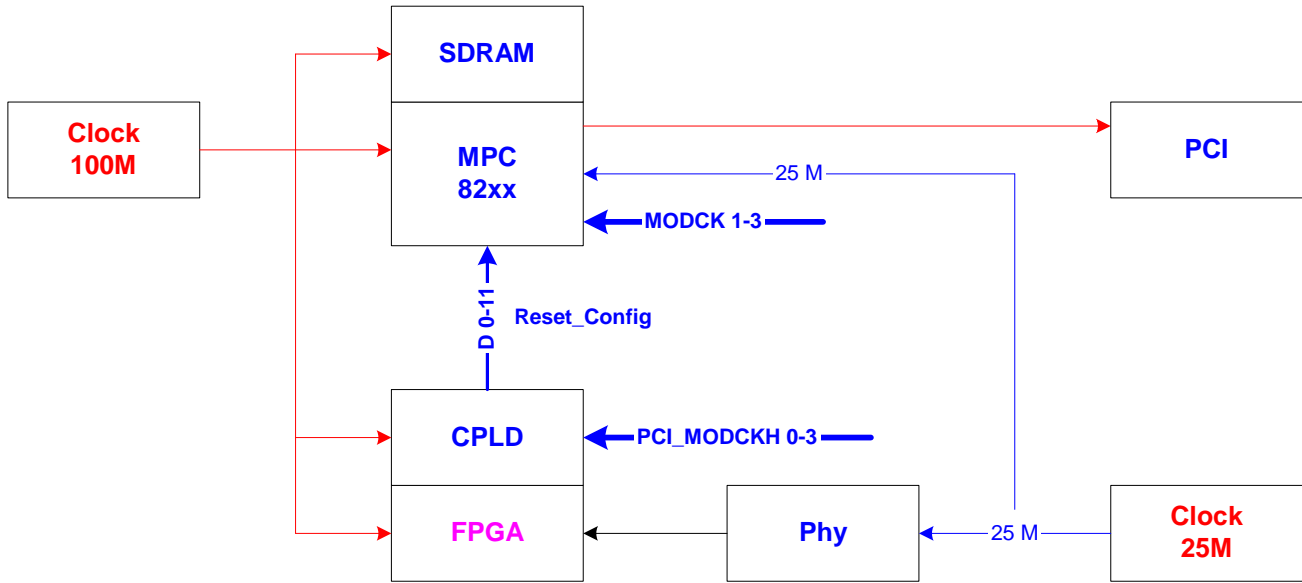 SDRAM
Clock
100M
MPC
82xx
PCI
25 M
MODCK 1-3
D 0-11
Reset_Config
CPLD
PCI_MODCKH 0-3
FPGA
Phy
25 M
Clock
25M